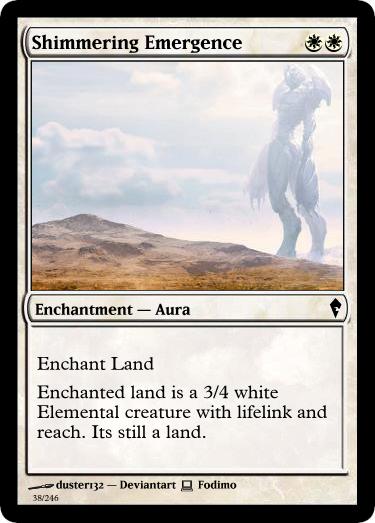 Shimmering Emergence
Enchantment — Aura
Enchant Land
Enchanted land is a 3/4 white
Elemental creature with lifelink and
reach. Its still a land.
duster132 — Deviantart Fodimo
38/246